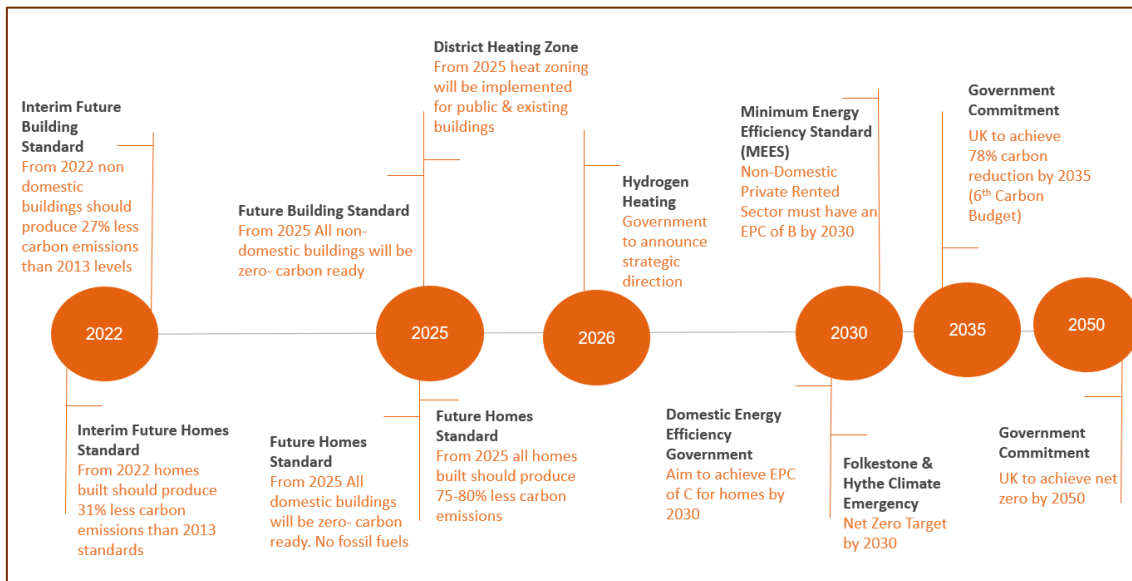 Interim Future
Building
Standard
From 2022 non
domestic
buildings should
produce 27% less
carbon emissions
than 2013 levels
District Heating Zone
From 2025 heat zoning
will be implemented
for public & existing
buildings
Future Building Standard
From 2025 All non-
domestic buildings will be
zero- carbon ready
Hydrogen
Heating
Government
to announce
strategic
direction
Minimum Energy
Efficiency Standard
(MEES)
Non-Domestic
Private Rented
Sector must have an
EPC of B by 2030
Government
Commitment
UK to achieve
78% carbon
reduction by 2035
(6th Carbon
Budget)
2022
2025
2026
2030
2035
2050
Interim Future Homes
Standard
From 2022 homes
built should produce
31% less carbon
emissions than 2013
standards
Future Homes
Standard
From 2025 All
domestic buildings
will be zero- carbon
ready. No fossil fuels
Future Homes
Standard
From 2025 all homes
built should produce
75-80% less carbon
emissions
Domestic Energy
Efficiency
Government
Aim to achieve EPC
of C for homes by
2030
Folkestone &
Hythe Climate
Emergency
Net Zero Target
by 2030
Government
Commitment
UK to achieve net
zero by 2050